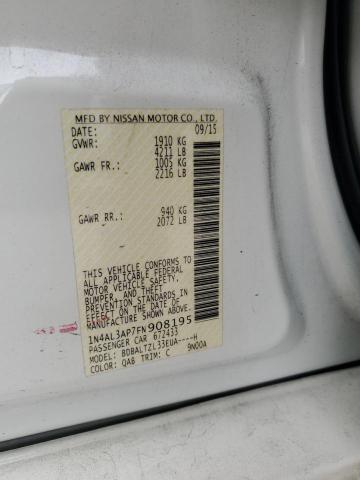 MFD BY NISSAN MOTOR CO., LTD.
DATE: 09/15
GVWR: 1910 KG
4211 LB
GAWR FR.: 1005 KG
2216 LB
GAWR RR.: 940 KG
2072 LB
THIS VEHICLE CONFORMS TO
ALL APPLICABLE FEDERAL
MOTOR VEHICLE SAFETY,
BUMPER, AND THEFT
PREVENTION STANDARDS IN
EFFECT ON THE DATE OF
MANUFACTURE SHOWN ABOVE.
1N4AL3AP7FN908195
PASSENGER CAR 672433
MODEL: BDBALTZL33EUA----H
COLOR: QAB TRIM: C 9N00A